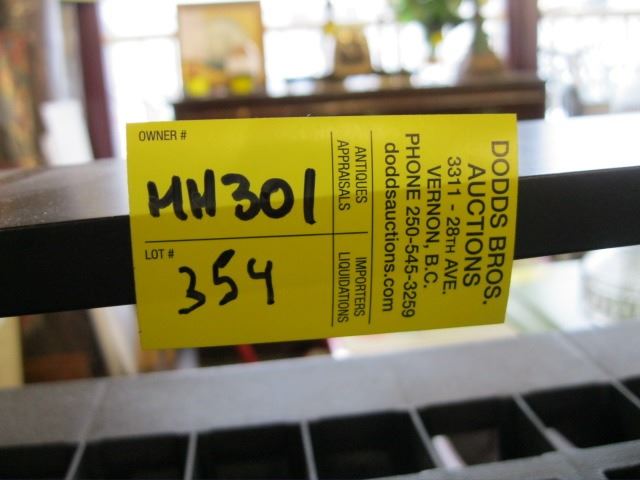 OWNER #
HH301
LOT #
354
ANTIQUES
APPRAISALS
IMPORTERS
LIQUIDATIONS
DODDS BROS.
AUCTIONS
3311 - 28TH AVE.
VERNON, B.C.
PHONE 250-545-3259
doddsauctions.com